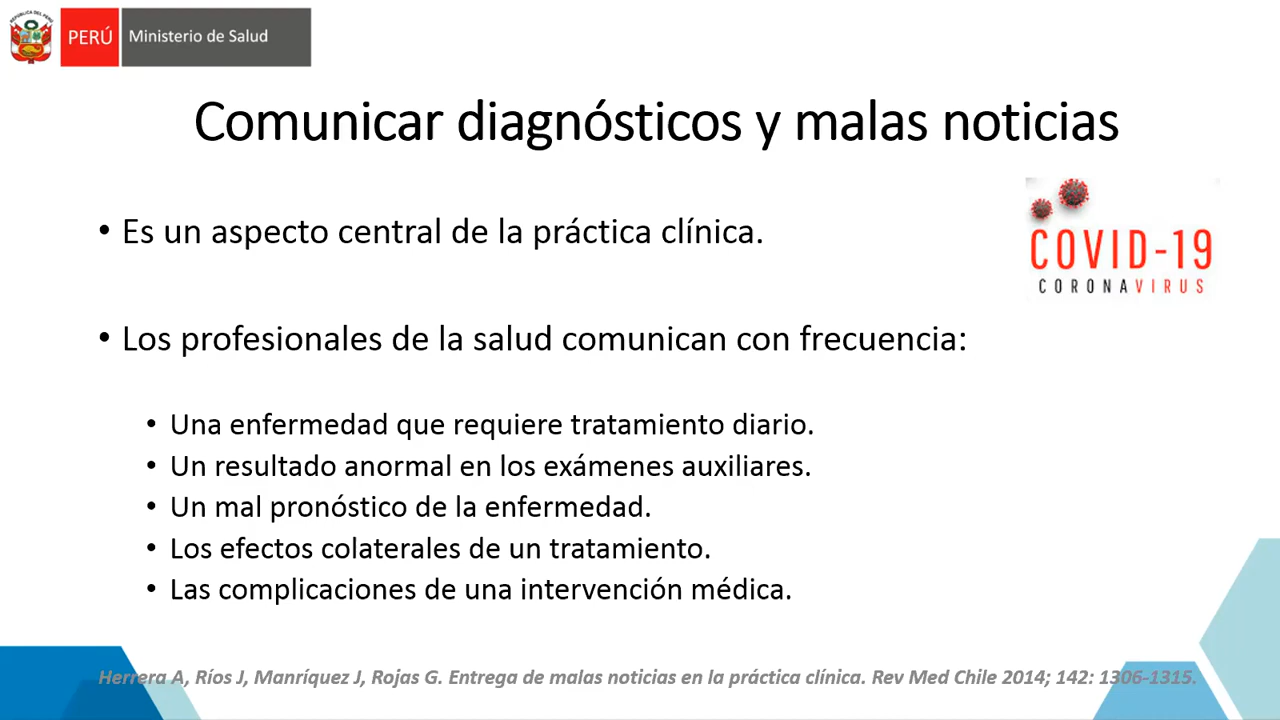 PERÚ Ministerio de Salud
Comunicar diagnósticos y malas noticias
• Es un aspecto central de la práctica clínica.
COVID-19
CORONAVIRUS
• Los profesionales de la salud comunican con frecuencia:
• Una enfermedad que requiere tratamiento diario.
• Un resultado anormal en los exámenes auxiliares.
• Un mal pronóstico de la enfermedad.
• Los efectos colaterales de un tratamiento.
• Las complicaciones de una intervención médica.
Herrera A, Ríos J, Manríquez J, Rojas G. Entrega de malas noticias en la práctica clínica. Rev Med Chile 2014; 142: 1306-1315.